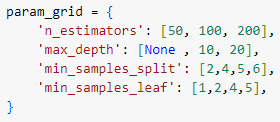 param_grid = {
    'n_estimators': [50, 100, 200],
    'max_depth': [None , 10, 20],
    'min_samples_split': [2,4,5,6],
    'min_samples_leaf': [1,2,4,5],
}